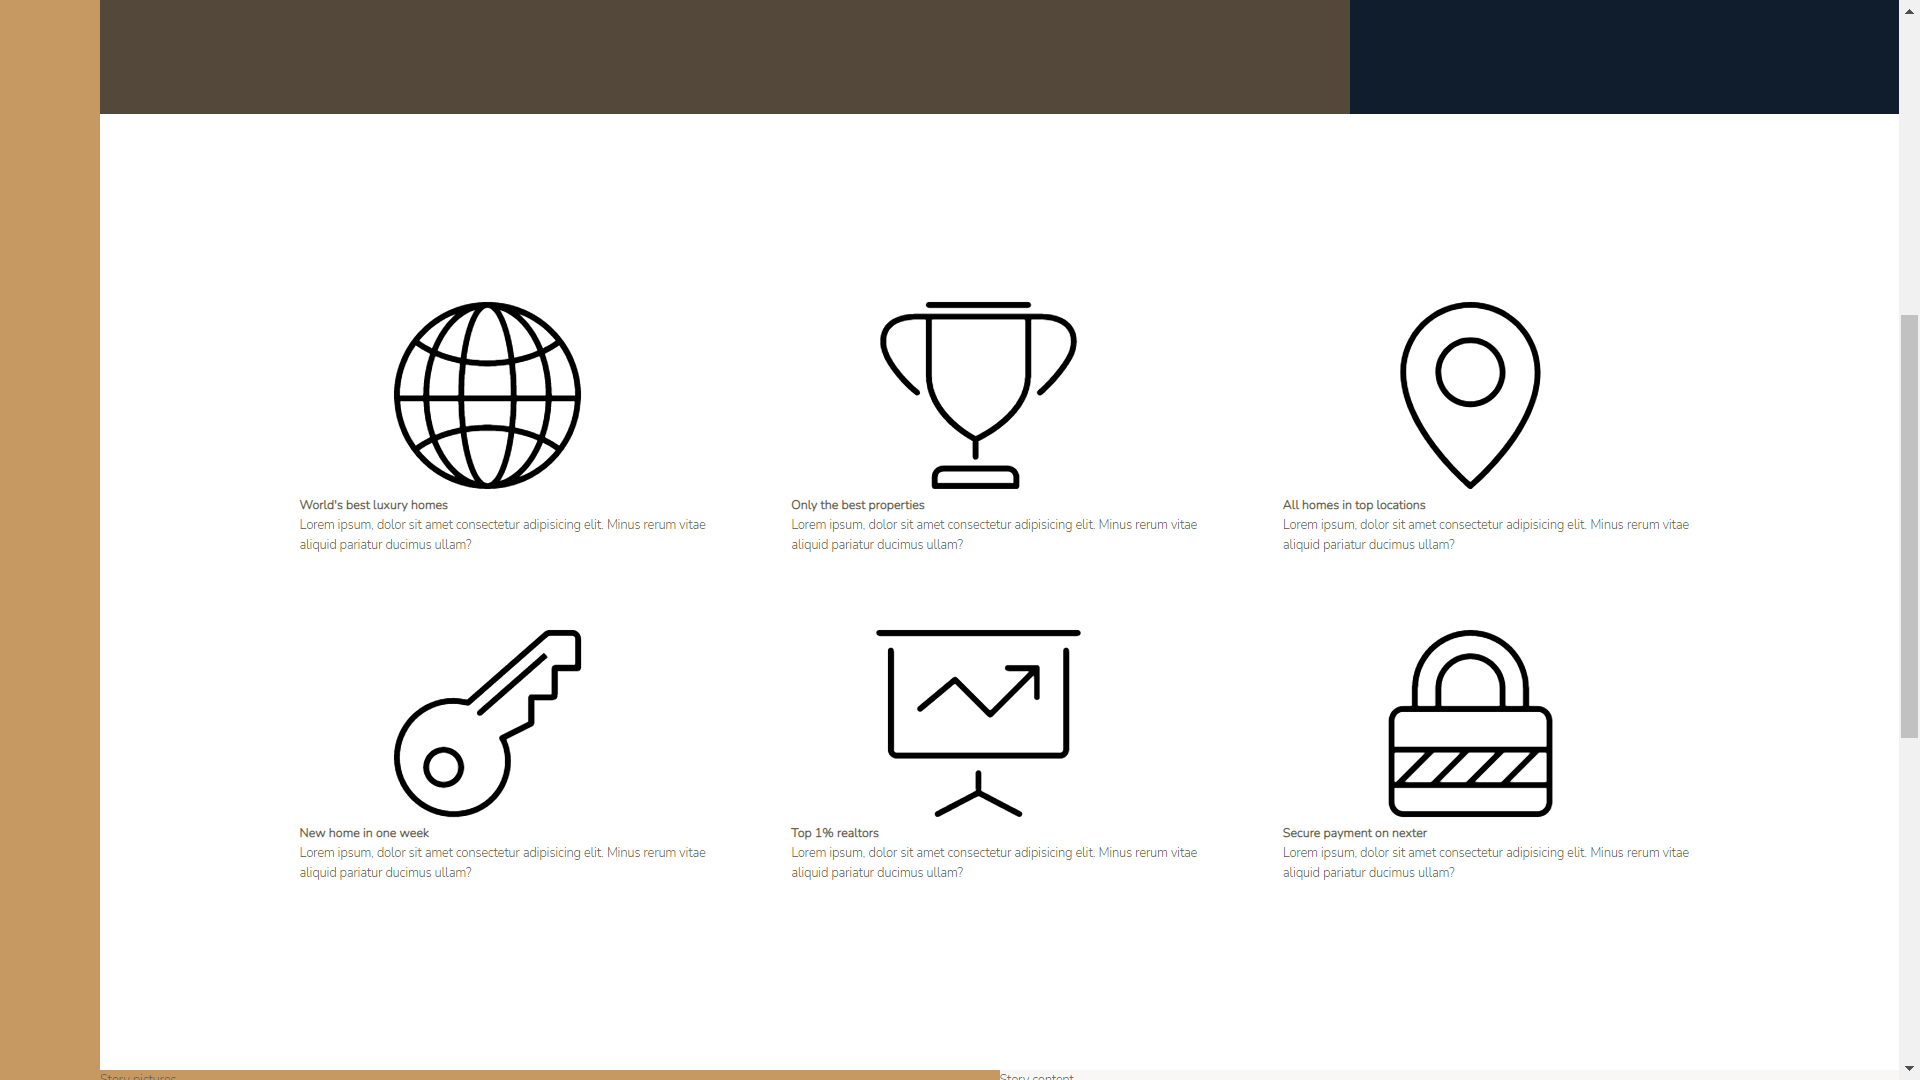 World's best luxury homes
Lorem ipsum, dolor sit amet consectetur adipisicing elit. Minus rerum vitae
aliquid pariatur ducimus ullam?
Only the best properties
Lorem ipsum, dolor sit amet consectetur adipisicing elit. Minus rerum vitae
aliquid pariatur ducimus ullam?
All homes in top locations
Lorem ipsum, dolor sit amet consectetur adipisicing elit. Minus rerum vitae
aliquid pariatur ducimus ullam?
New home in one week
Lorem ipsum, dolor sit amet consectetur adipisicing elit. Minus rerum vitae
aliquid pariatur ducimus ullam?
Top 1% realtors
Lorem ipsum, dolor sit amet consectetur adipisicing elit. Minus rerum vitae
aliquid pariatur ducimus ullam?
Secure payment on nexter
Lorem ipsum, dolor sit amet consectetur adipisicing elit. Minus rerum vitae
aliquid pariatur ducimus ullam?
Story pictures
Story content